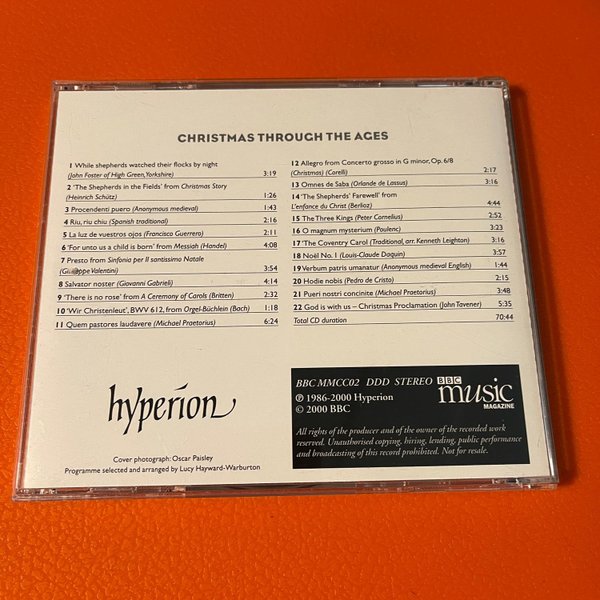 CHRISTMAS THROUGH THE AGES
1 While shepherds watched their flocks by night
(John Foster of High Green, Yorkshire) 3:19
2 'The Shepherds in the Fields' from Christmas Story
(Heinrich Schütz) 1:26
3 Procendenti puero (Anonymous medieval) 1:43
4 Riu, riu chiu (Spanish traditional) 2:16
5 La luz de vuestros ojos (Francisco Guerrero) 2:11
6 'For unto us a child is born' from Messiah (Handel) 4:08
7 Presto from Sinfonia per Il santissimo Natale
(Giuseppe Valentini) 3:54
8 Salvator noster (Giovanni Gabrieli) 4:14
9 'There is no rose' from A Ceremony of Carols (Britten) 2:32
10 'Wir Christenleut', BWV 612, from Orgel-Büchlein (Bach) 1:18
11 Quem pastores laudavere (Michael Praetorius) 6:24
12 Allegro from Concerto grosso in G minor, Op. 6/8
(Christmas) (Corelli) 2:17
13 Omnes de Saba (Orlande de Lassus) 3:16
14 'The Shepherds' Farewell' from
L'enfance du Christ (Berlioz) 4:44
15 The Three Kings (Peter Cornelius) 2:52
16 O magnum mysterium (Poulenc) 3:23
17 'The Coventry Carol' (Traditional, arr. Kenneth Leighton) 3:16
18 Noël No. 1 (Louis-Claude Daquin) 3:57
19 Verbum patris umanatur (Anonymous medieval English) 1:44
20 Hodie nobis (Pedro de Cristo) 2:15
21 Pueri nostri concinite (Michael Praetorius) 3:48
22 God is with us – Christmas Proclamation (John Tavener) 5:35
Total CD duration 70:44
hyperion
Cover photograph: Oscar Paisley
Programme selected and arranged by Lucy Hayward-Warburton
BBC MMCC02 DDD STEREO BBC music MAGAZINE
℗ 1986-2000 Hyperion
© 2000 BBC
All rights of the producer and of the owner of the recorded work
reserved. Unauthorised copying, hiring, lending, public performance
and broadcasting of this record prohibited. Not for resale.